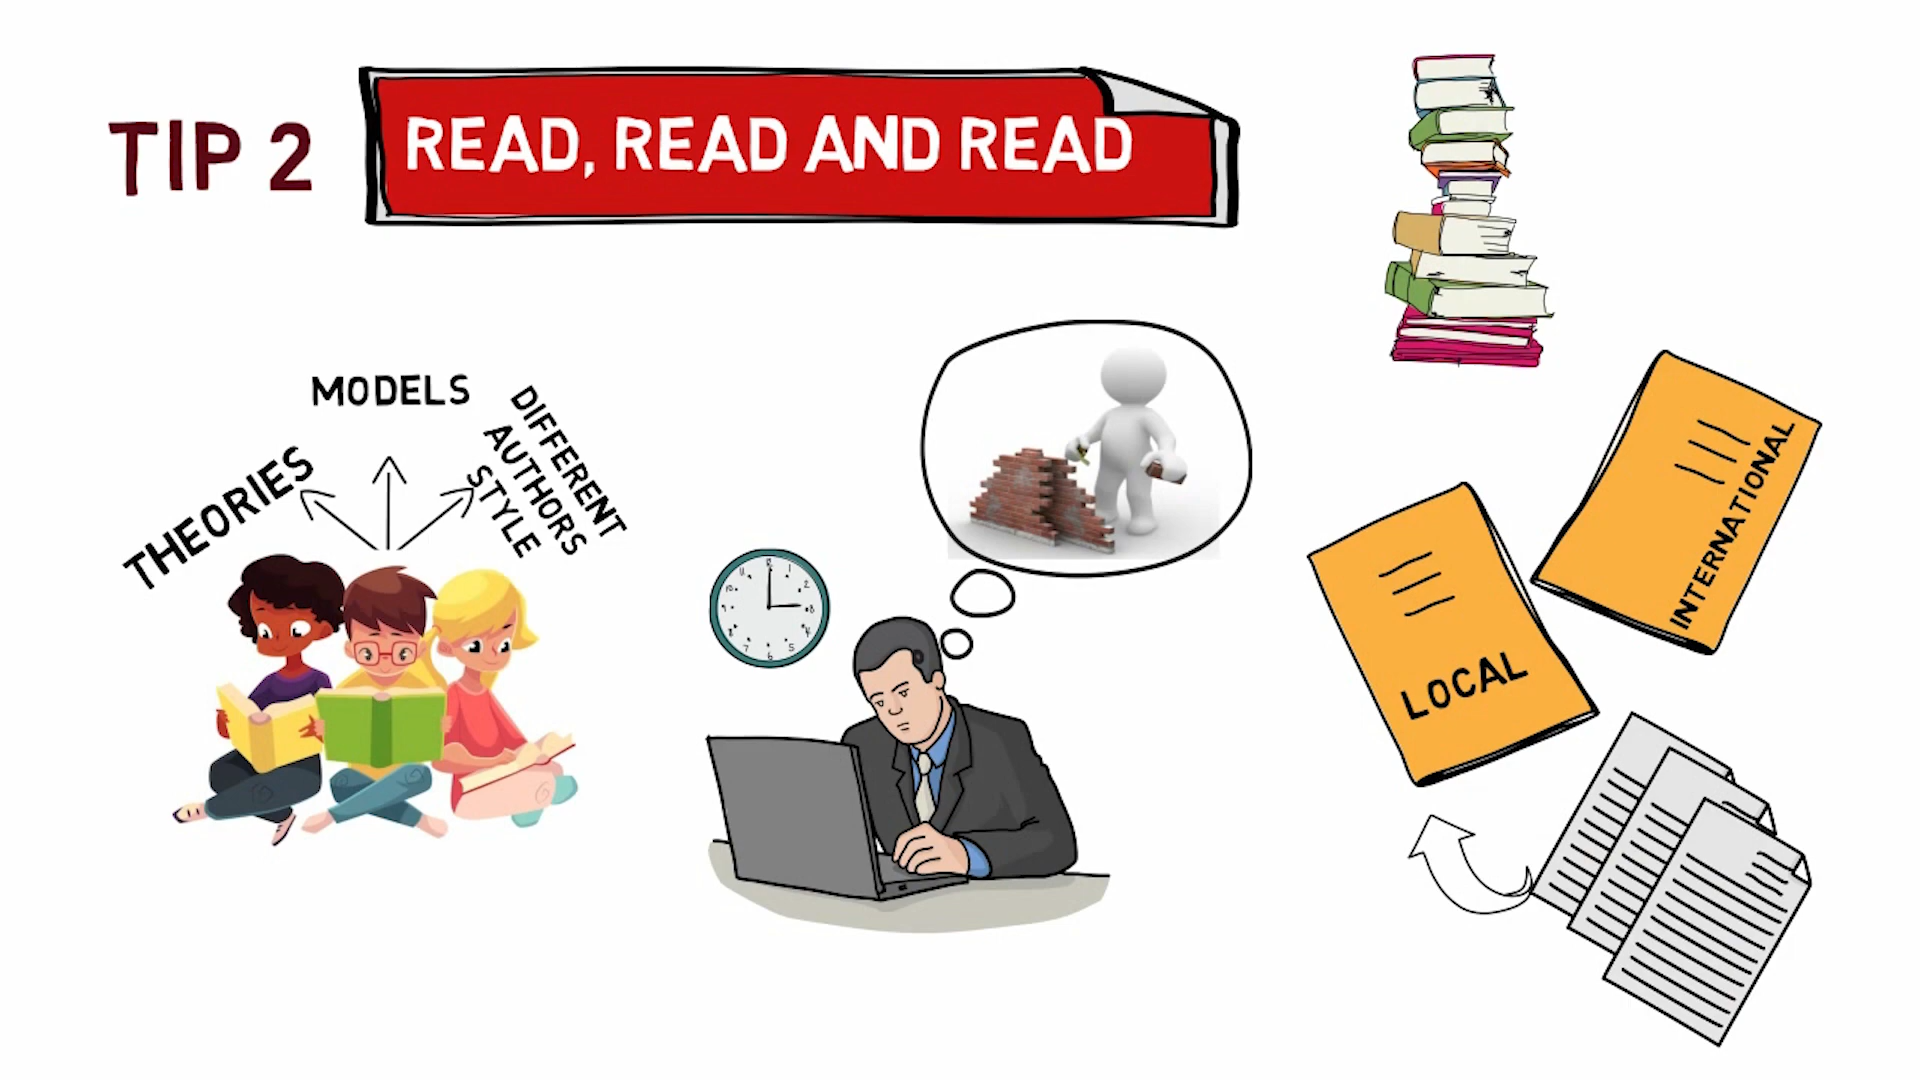 TIP 2
READ, READ AND READ
MODELS
THEORIES
DIFFERENT
AUTHORS
STYLE
LOCAL
INTERNATIONAL